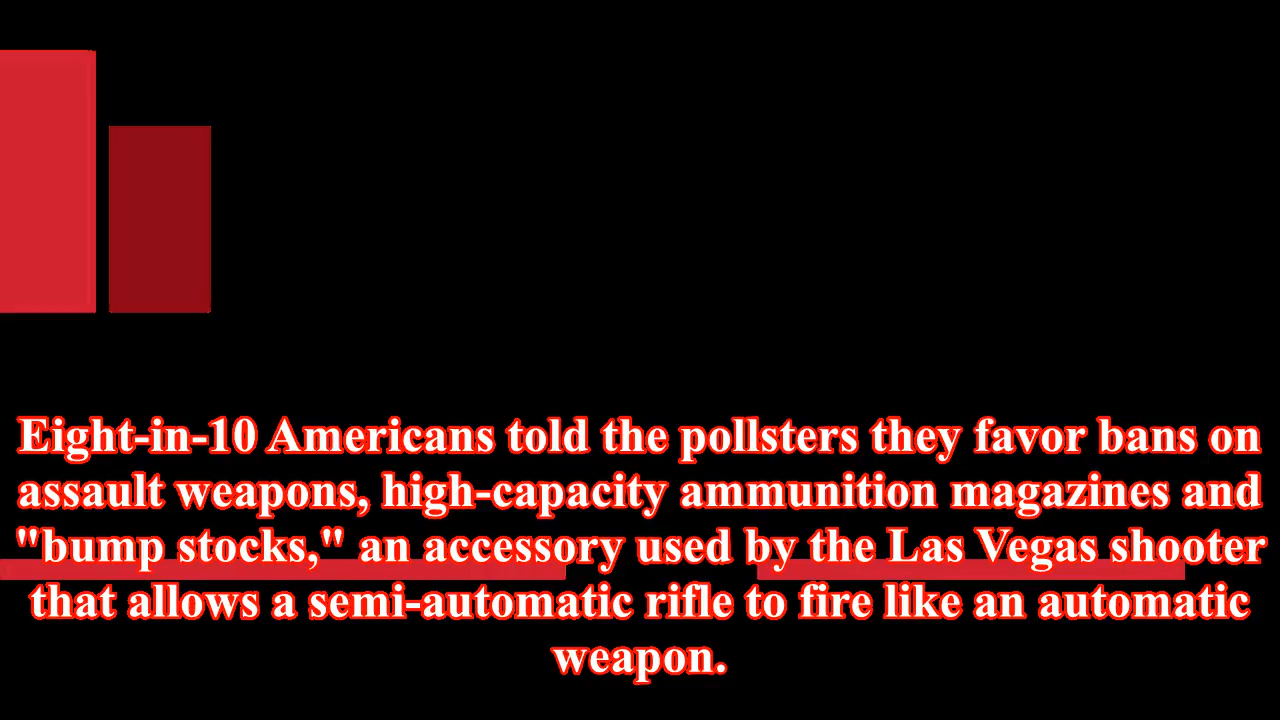 Eight-in-10 Americans told the pollsters they favor bans on
assault weapons, high-capacity ammunition magazines and
"bump stocks," an accessory used by the Las Vegas shooter
that allows a semi-automatic rifle to fire like an automatic
weapon.